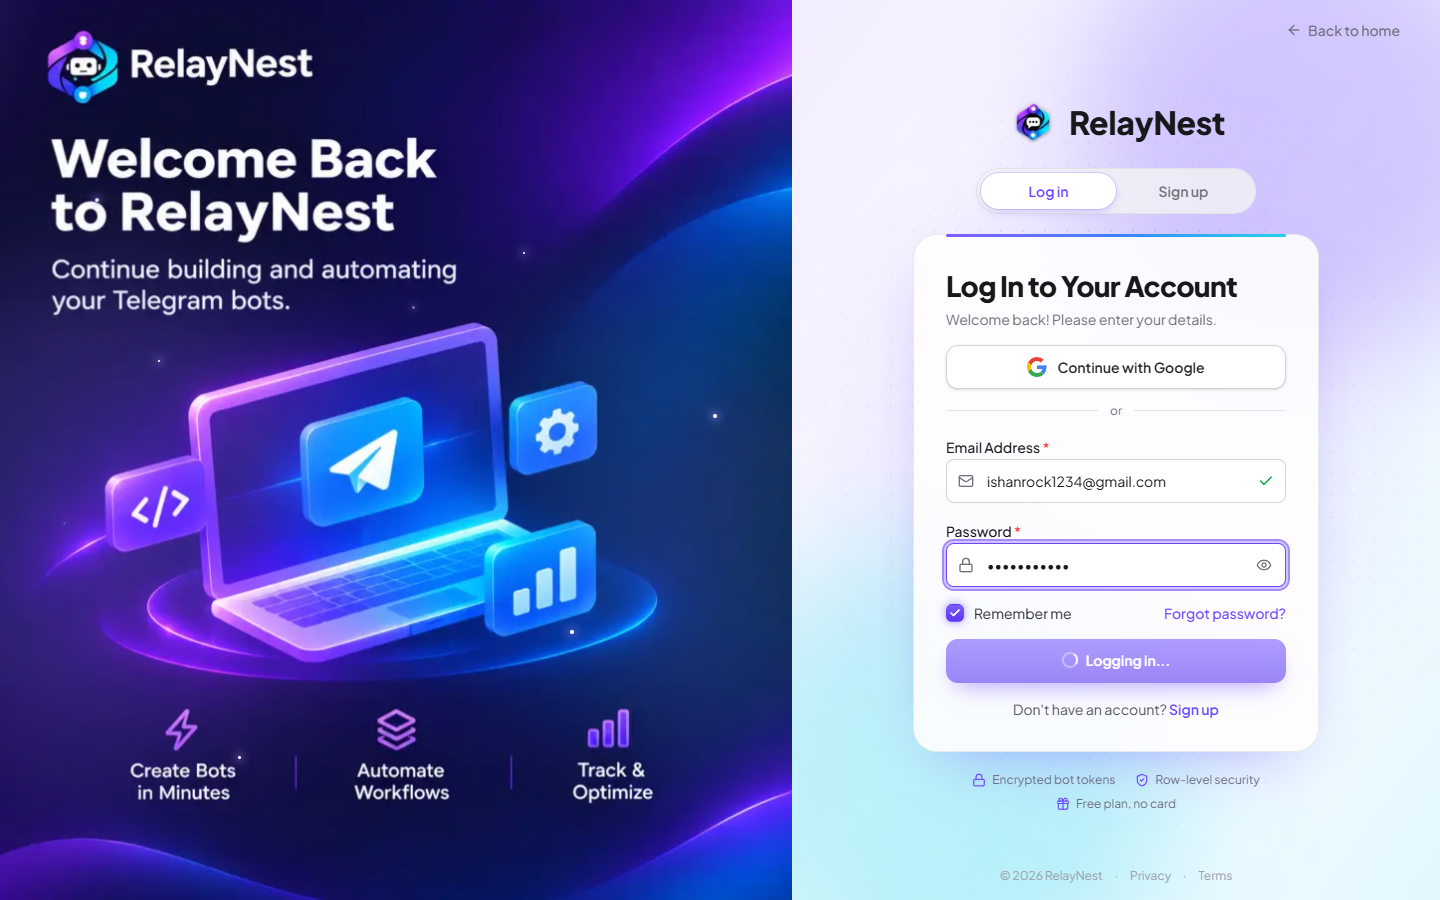 RelayNest
Welcome Back
to RelayNest
Continue building and automating
your Telegram bots.
</>
Create Bots
in Minutes
Automate
Workflows
Track &
Optimize
Back to home
RelayNest
Log in
Sign up
Log In to Your Account
Welcome back! Please enter your details.
Continue with Google
or
Email Address *
ishanrock1234@gmail.com
Password *
•••••••••••
Remember me
Forgot password?
Logging in...
Don't have an account? Sign up
Encrypted bot tokens
Row-level security
Free plan, no card
© 2026 RelayNest · Privacy · Terms